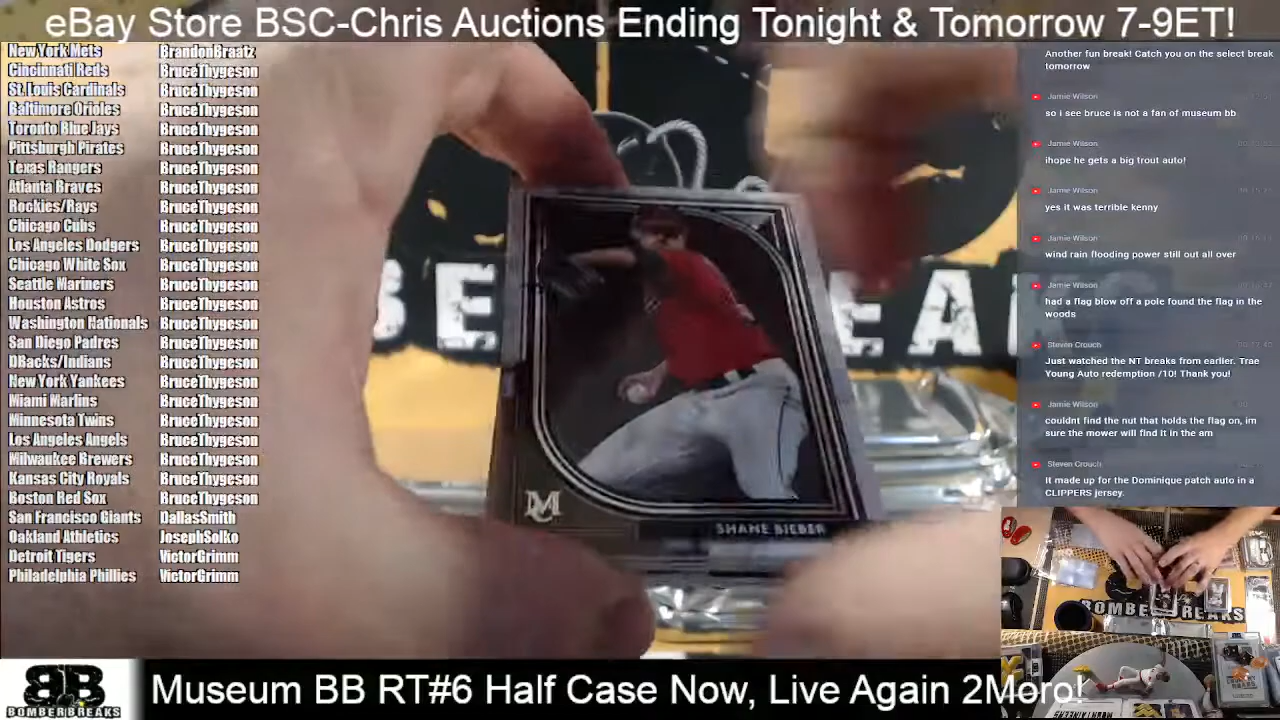 eBay Store BSC-Chris Auctions Ending Tonight & Tomorrow 7-9ET!
New York Mets BrandonBraatz
Cincinnati Reds BruceThygeson
St. Louis Cardinals BruceThygeson
Baltimore Orioles BruceThygeson
Toronto Blue Jays BruceThygeson
Pittsburgh Pirates BruceThygeson
Texas Rangers BruceThygeson
Atlanta Braves BruceThygeson
Rockies/Rays BruceThygeson
Chicago Cubs BruceThygeson
Los Angeles Dodgers BruceThygeson
Chicago White Sox BruceThygeson
Seattle Mariners BruceThygeson
Houston Astros BruceThygeson
Washington Nationals BruceThygeson
San Diego Padres BruceThygeson
DBacks/Indians BruceThygeson
New York Yankees BruceThygeson
Miami Marlins BruceThygeson
Minnesota Twins BruceThygeson
Los Angeles Angels BruceThygeson
Milwaukee Brewers BruceThygeson
Kansas City Royals BruceThygeson
Boston Red Sox BruceThygeson
San Francisco Giants DallasSmith
Oakland Athletics JosephSolko
Detroit Tigers VictorGrimm
Philadelphia Phillies VictorGrimm
BE EAK
MC
SHANE BIEBER
Another fun break! Catch you on the select break
tomorrow
Jamie Wilson
so i see bruce is not a fan of museum bb
Jamie Wilson
ihope he gets a big trout auto!
Jamie Wilson
yes it was terrible kenny
Jamie Wilson
wind rain flooding power still out all over
Jamie Wilson
had a flag blow off a pole found the flag in the
woods
Steven Crouch
Just watched the NT breaks from earlier. Trae
Young Auto redemption /10! Thank you!
Jamie Wilson
couldnt find the nut that holds the flag on, im
sure the mower will find it in the am
Steven Crouch
It made up for the Dominique patch auto in a
CLIPPERS jersey.
BOMBE BREAKS
BB
BOMBERBREAKS
Museum BB RT#6 Half Case Now, Live Again 2Moro!